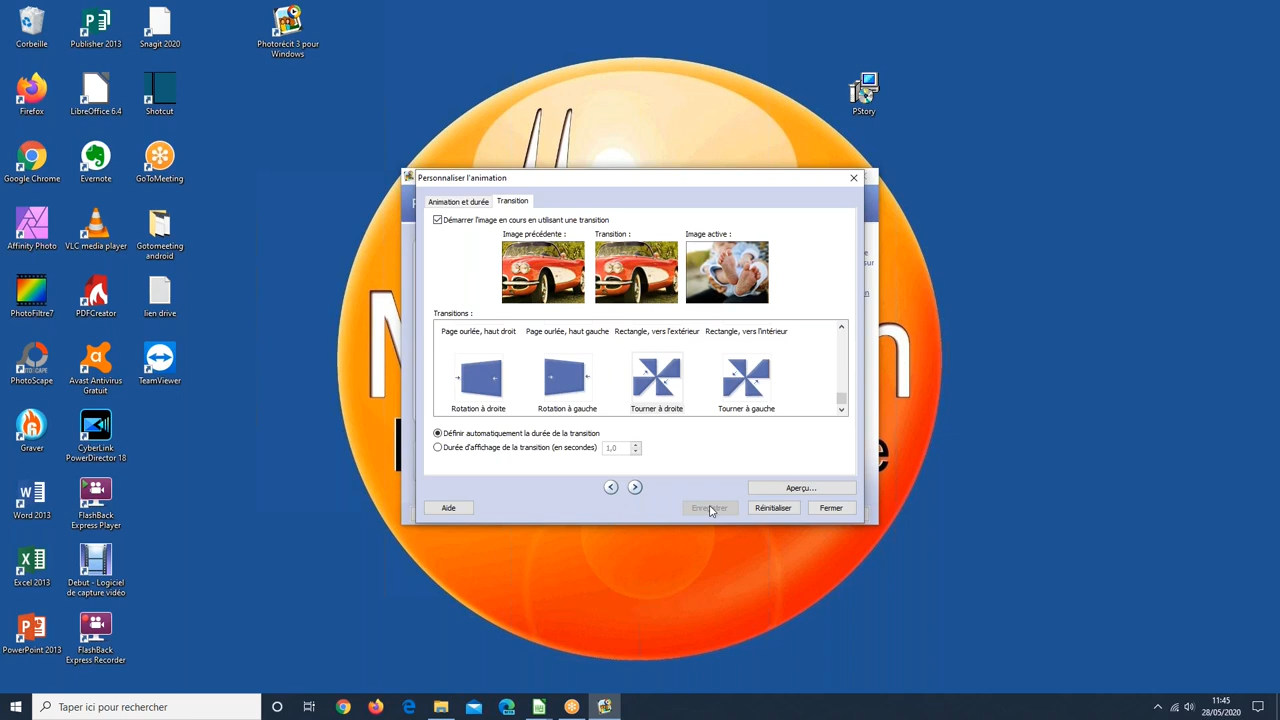 Corbeille
Publisher 2013
Snagit 2020
Photorécit 3 pour
Windows
Firefox
LibreOffice 6.4
Shotcut
PStory
Google Chrome
Evernote
GoToMeeting
Affinity Photo
VLC media player
Gotomeeting
android
PhotoFiltre7
PDFCreator
lien drive
PhotoScape
Avast Antivirus
Gratuit
TeamViewer
Graver
CyberLink
PowerDirector 18
Word 2013
FlashBack
Express Player
Excel 2013
Debut - Logiciel
de capture vidéo
PowerPoint 2013
FlashBack
Express Recorder
Personnaliser l'animation
Animation et durée
Transition
Démarrer l'image en cours en utilisant une transition
Image précédente :
Transition :
Image active :
Transitions :
Page ourlée, haut droit
Page ourlée, haut gauche
Rectangle, vers l'extérieur
Rectangle, vers l'intérieur
Rotation à droite
Rotation à gauche
Tourner à droite
Tourner à gauche
Définir automatiquement la durée de la transition
Durée d'affichage de la transition (en secondes)
1,0
Aperçu...
Aide
Réinitialiser
Fermer
Taper ici pour rechercher
11:45
28/05/2020